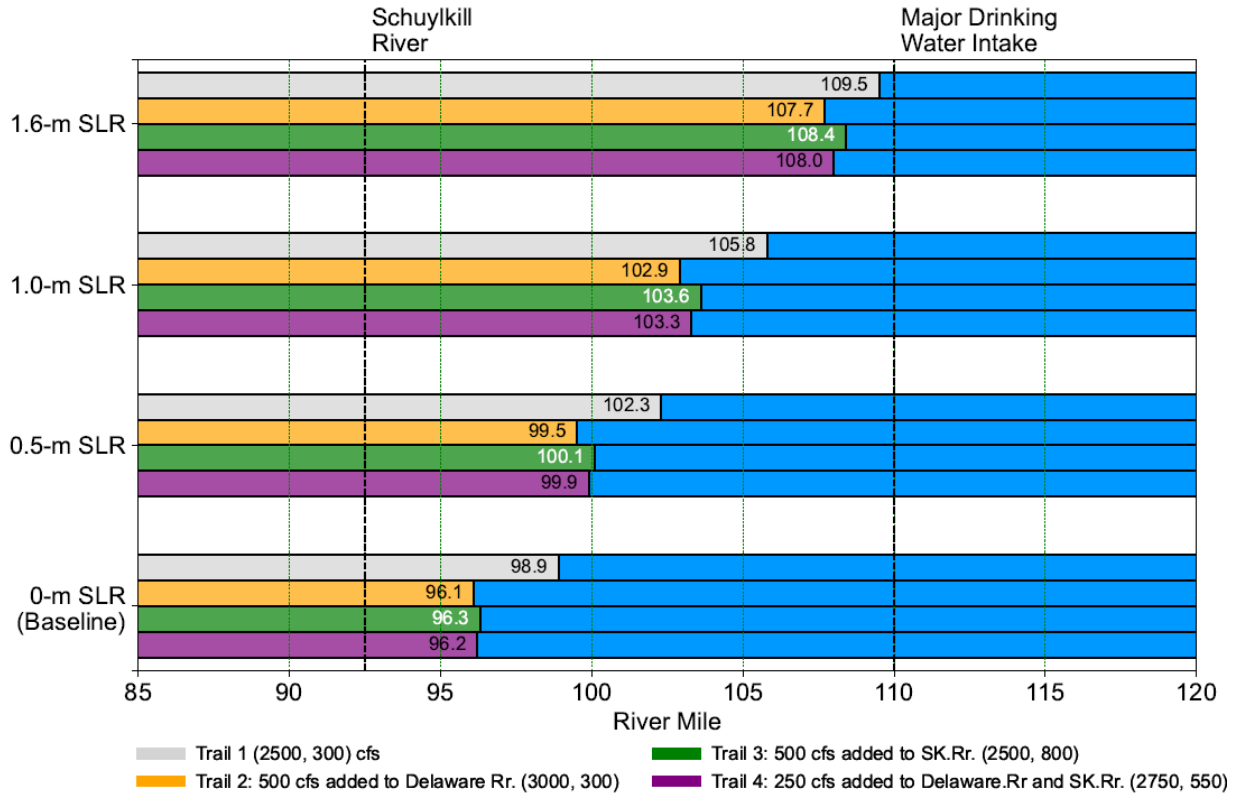 Schuylkill
River
Major Drinking
Water Intake
1.6-m SLR
109.5
107.7
108.4
108.0
1.0-m SLR
105.8
102.9
103.6
103.3
0.5-m SLR
102.3
99.5
100.1
99.9
0-m SLR
(Baseline)
98.9
96.1
96.3
96.2
85 90 95 100 105 110 115 120
River Mile
Trail 1 (2500, 300) cfs
Trail 2: 500 cfs added to Delaware Rr. (3000, 300)
Trail 3: 500 cfs added to SK.Rr. (2500, 800)
Trail 4: 250 cfs added to Delaware.Rr and SK.Rr. (2750, 550)